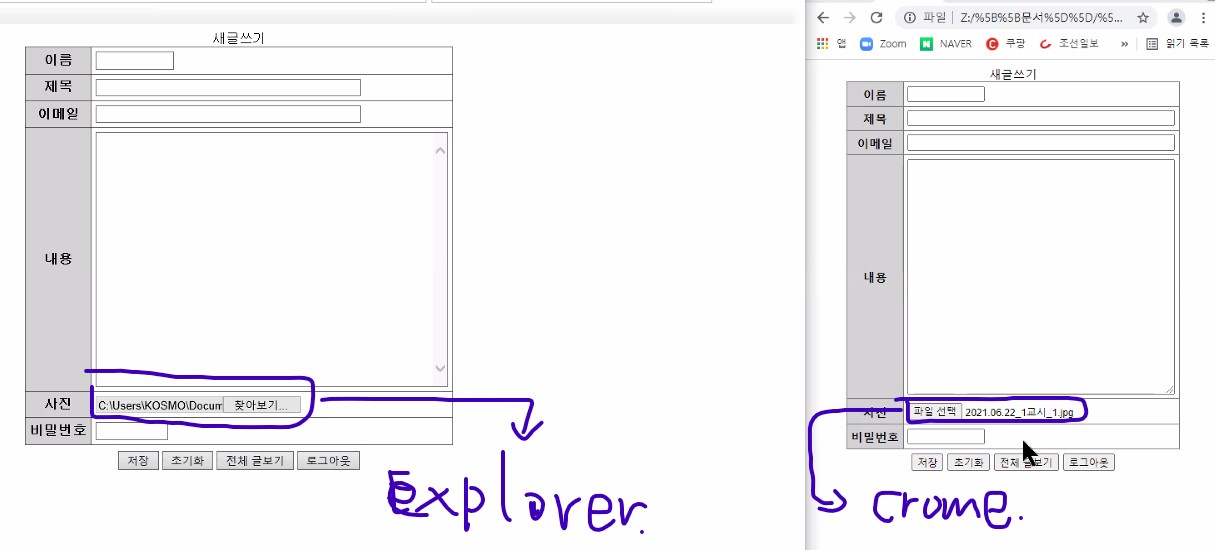 새글쓰기
이름
제목
이메일
내용
사진 C:\Users\KOSMO\Docum 찾아보기...
비밀번호
저장 초기화 전체 글보기 로그아웃
Explorer.
파일 Z:/%5B%5B문서%5D%5D/%5...
앱 Zoom NAVER 쿠팡 조선일보 » 읽기 목록
새글쓰기
이름
제목
이메일
내용
사진 파일 선택 2021.06.22_1교시_1.jpg
비밀번호
저장 초기화 전체 글보기 로그아웃
crome.